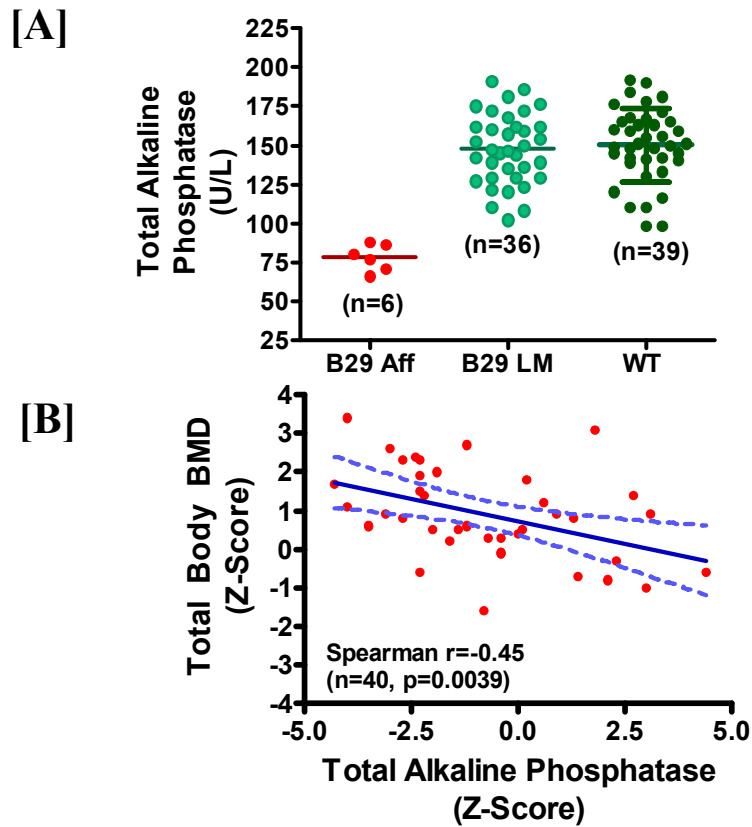 [A]
Total Alkaline
Phosphatase
(U/L)
225
200
175
150
125
100
75
50
25
(n=6)
(n=36)
(n=39)
B29 Aff
B29 LM
WT
[B]
Total Body BMD
(Z-Score)
4
3
2
1
0
-1
-2
-3
-4
Spearman r=-0.45
(n=40, p=0.0039)
-5.0
-2.5
0.0
2.5
5.0
Total Alkaline Phosphatase
(Z-Score)